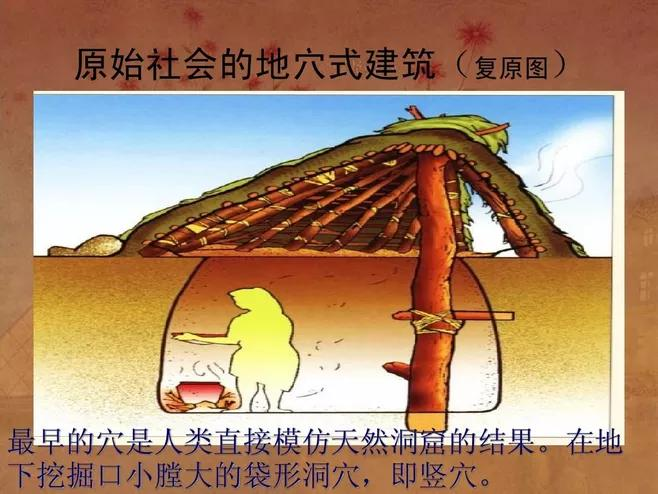 原始社会的地穴式建筑（复原图）
最早的穴是人类直接模仿天然洞窟的结果。在地
下挖掘口小膛大的袋形洞穴，即竖穴。